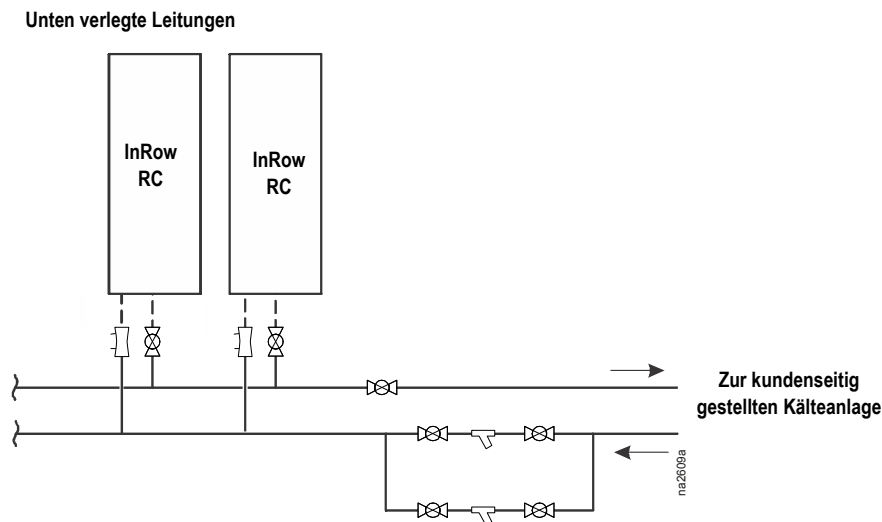 Unten verlegte Leitungen
InRow
RC
InRow
RC
Zur kundenseitig
gestellten Kälteanlage
na2609a